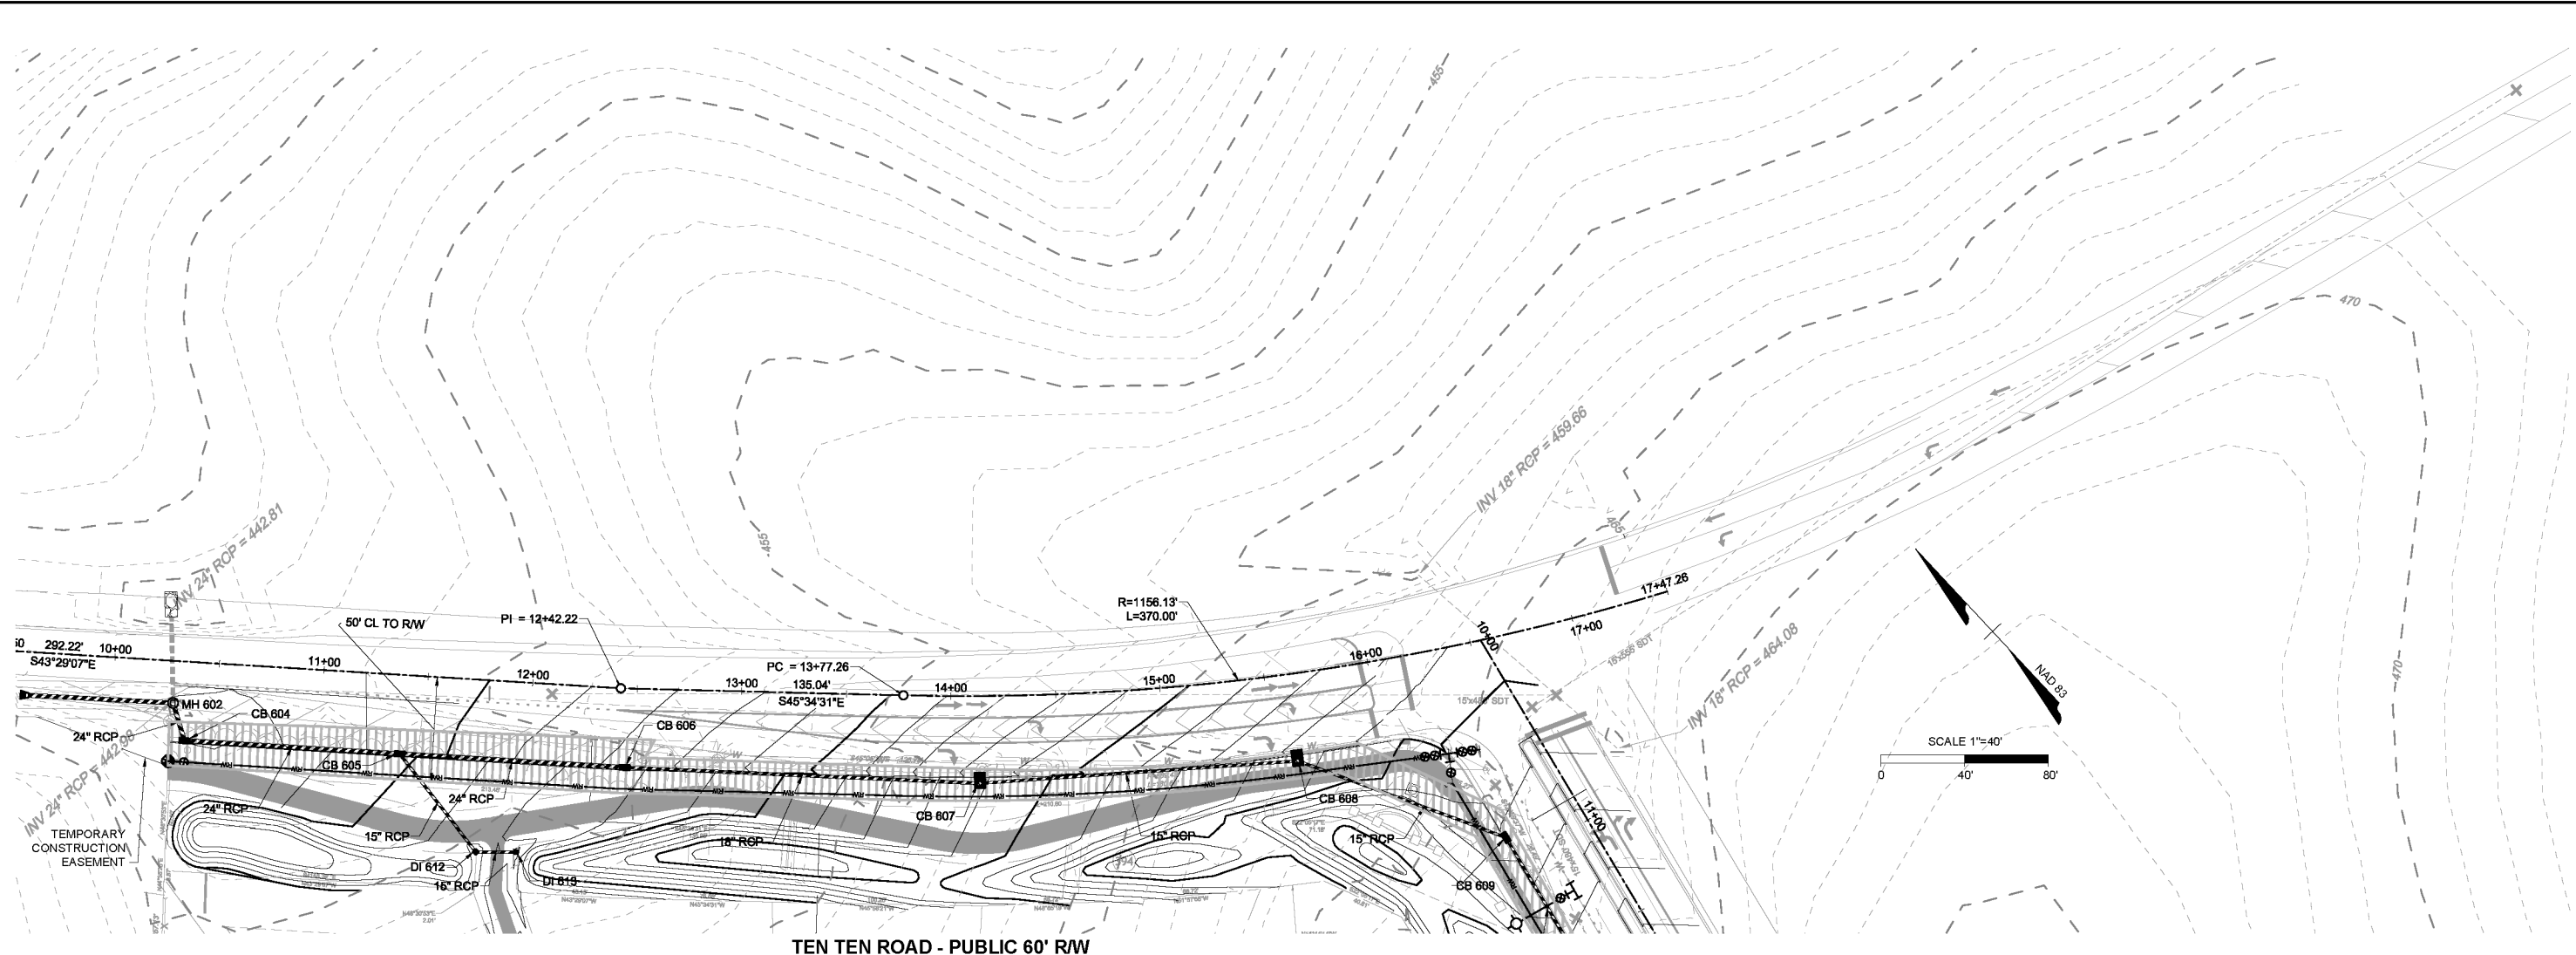 455
470
INV 18" RCP = 459.66
INV 24" RCP = 442.81
455
465
R=1156.13'
L=370.00'
17+47.26
50' CL TO R/W
PI = 12+42.22
292.22'
10+00
S43°29'07"E
11+00
12+00
PC = 13+77.26
13+00
135.04'
S45°34'31"E
14+00
15+00
16+00
10+00
17+00
INV 18" RCP = 464.08
470
NAD 83
MH 602
CB 604
24" RCP
CB 605
CB 606
INV 24" RCP = 442.98
24" RCP
24" RCP
CB 607
CB 608
11+00
SCALE 1"=40'
0
40'
80'
TEMPORARY
CONSTRUCTION
EASEMENT
15" RCP
18" RCP
15" RCP
15" RCP
DI 612
15" RCP
DI 613
CB 609
TEN TEN ROAD - PUBLIC 60' R/W